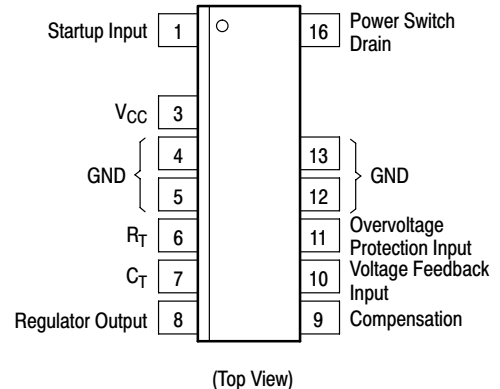 Startup Input 1 16 Power Switch
Drain
VCC 3
4 13
GND GND
5 12
RT 6 11 Overvoltage
Protection Input
CT 7 10 Voltage Feedback
Input
Regulator Output 8 9 Compensation
(Top View)